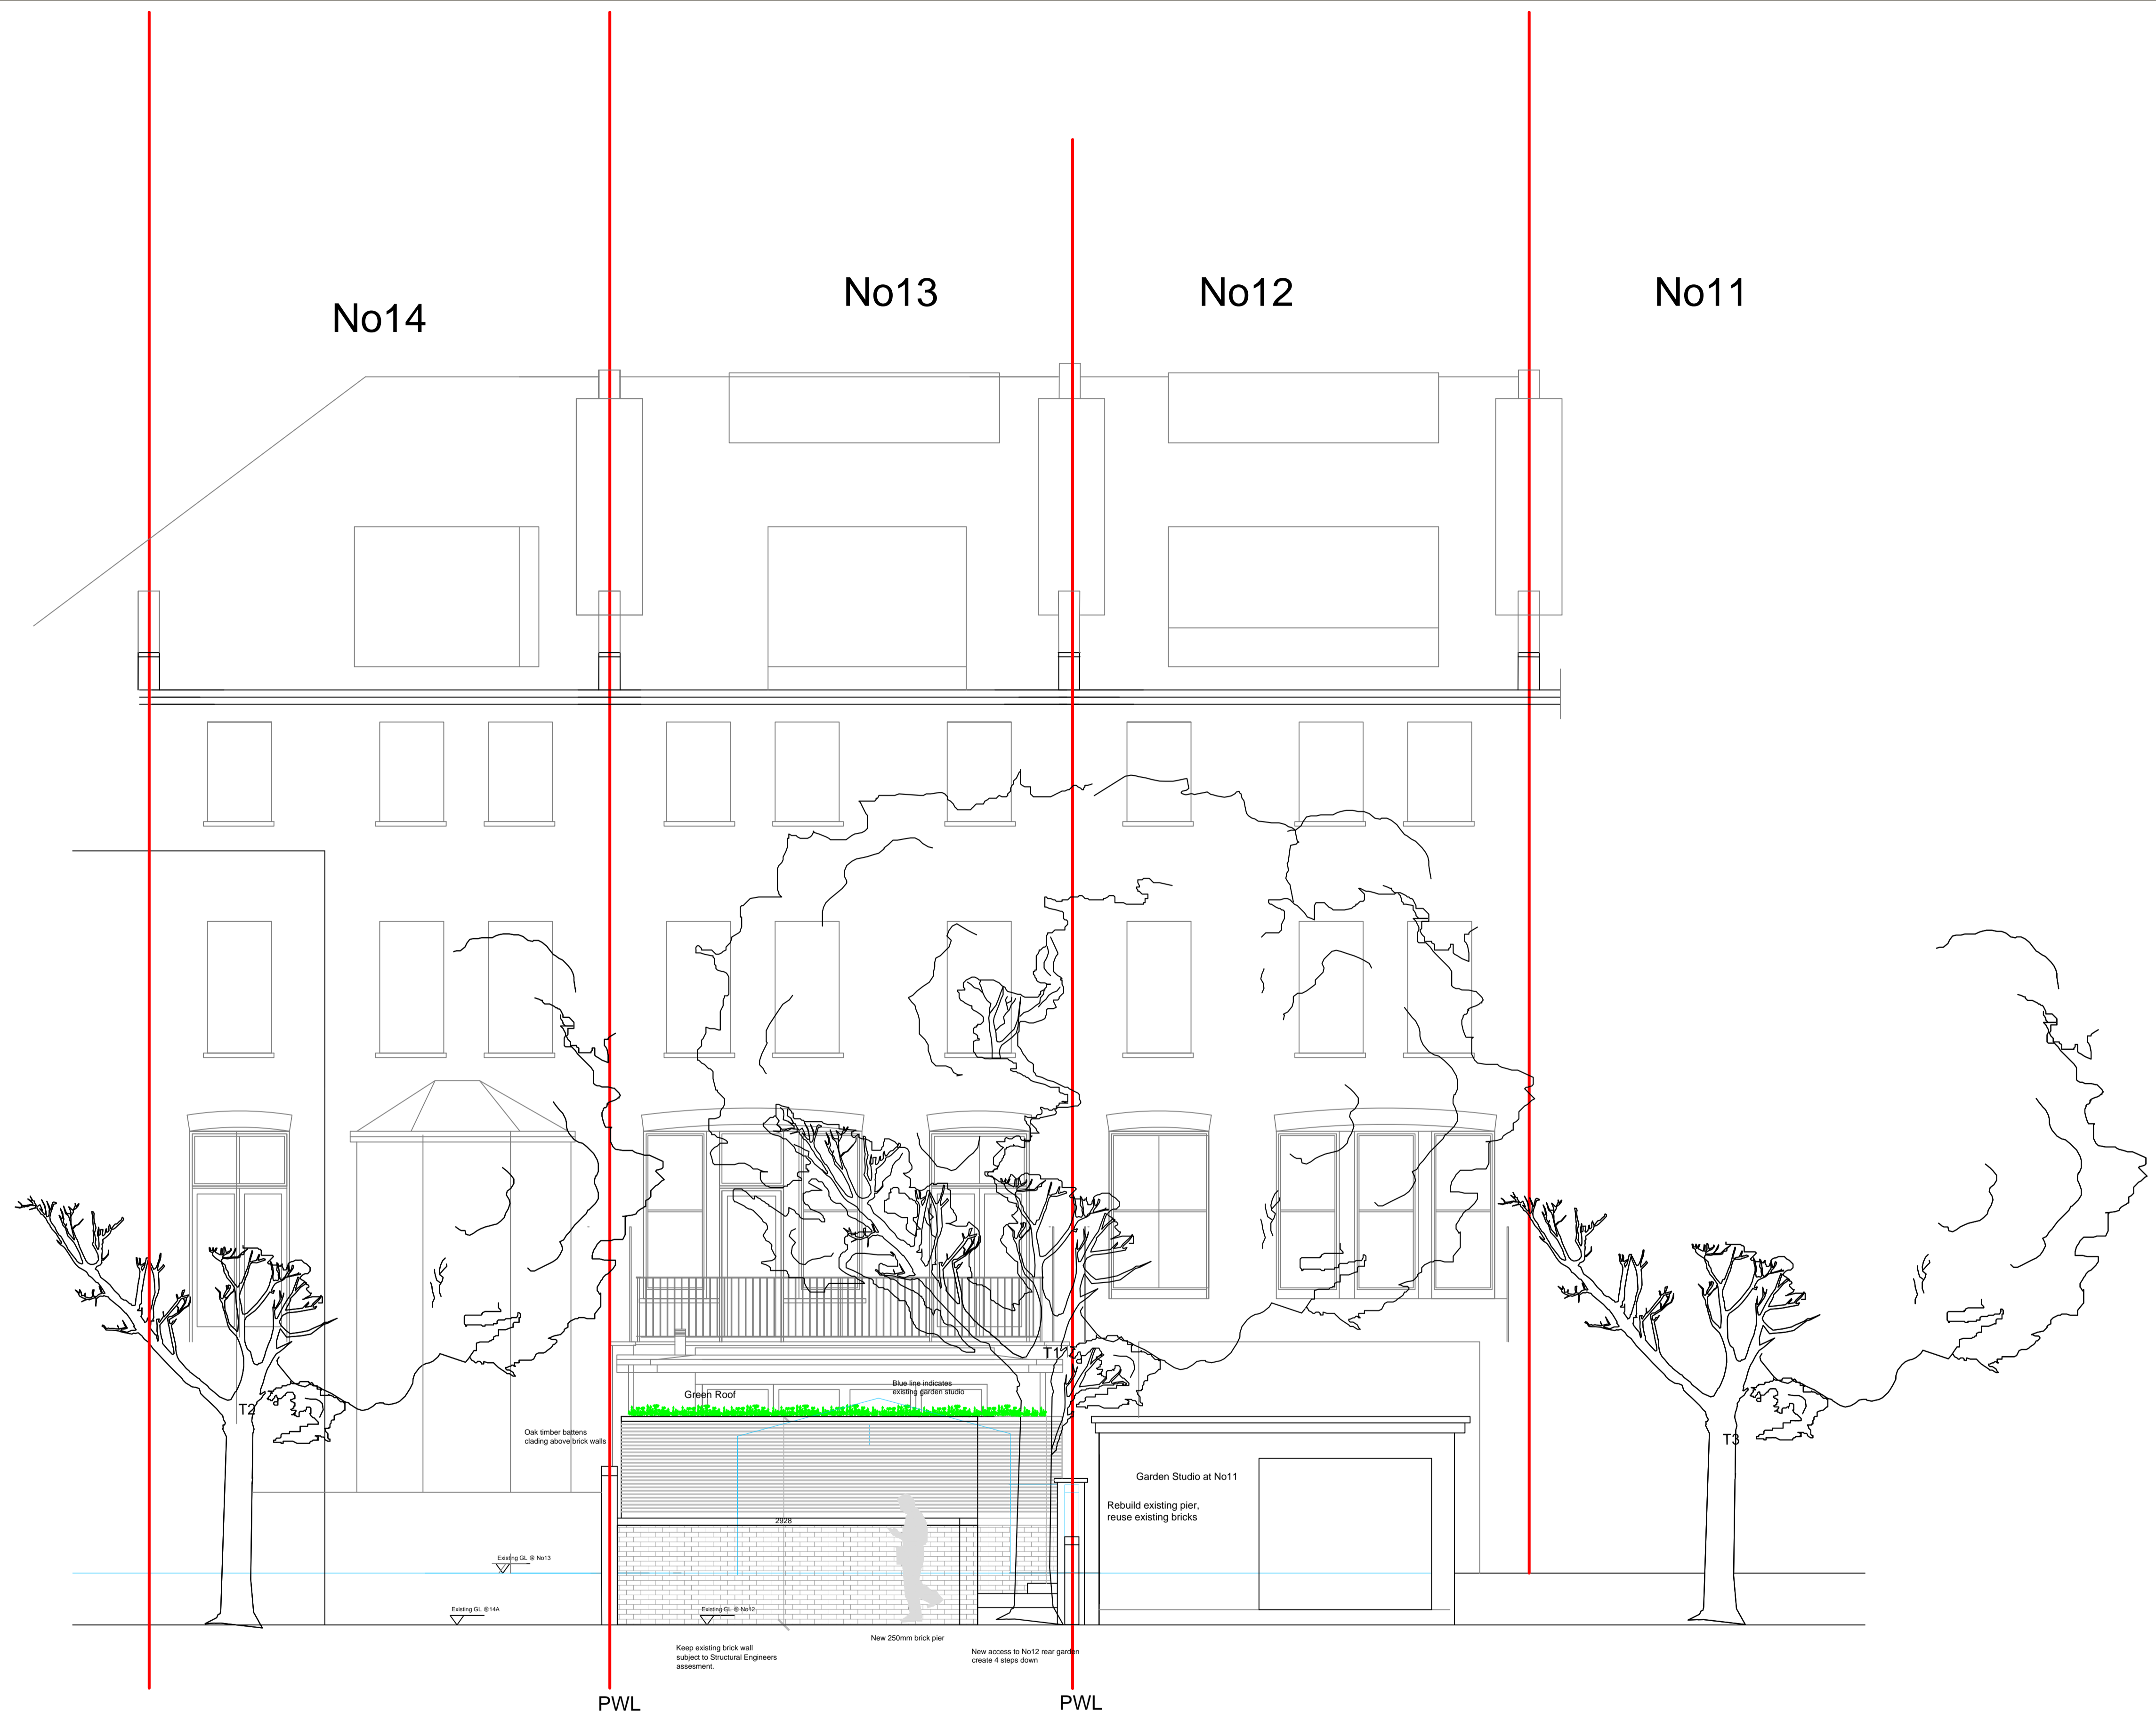 No14
No13
No12
No11
T11
Blue line indicates
existing garden studio
Green Roof
T2
T3
Oak timber battens
clading above brick walls
Garden Studio at No11
Rebuild existing pier,
reuse existing bricks
2928
Existing GL @ No13
Existing GL @14A
Existing GL @ No12
New 250mm brick pier
Keep existing brick wall
subject to Structural Engineers
assesment.
New access to No12 rear garden
create 4 steps down
PWL
PWL